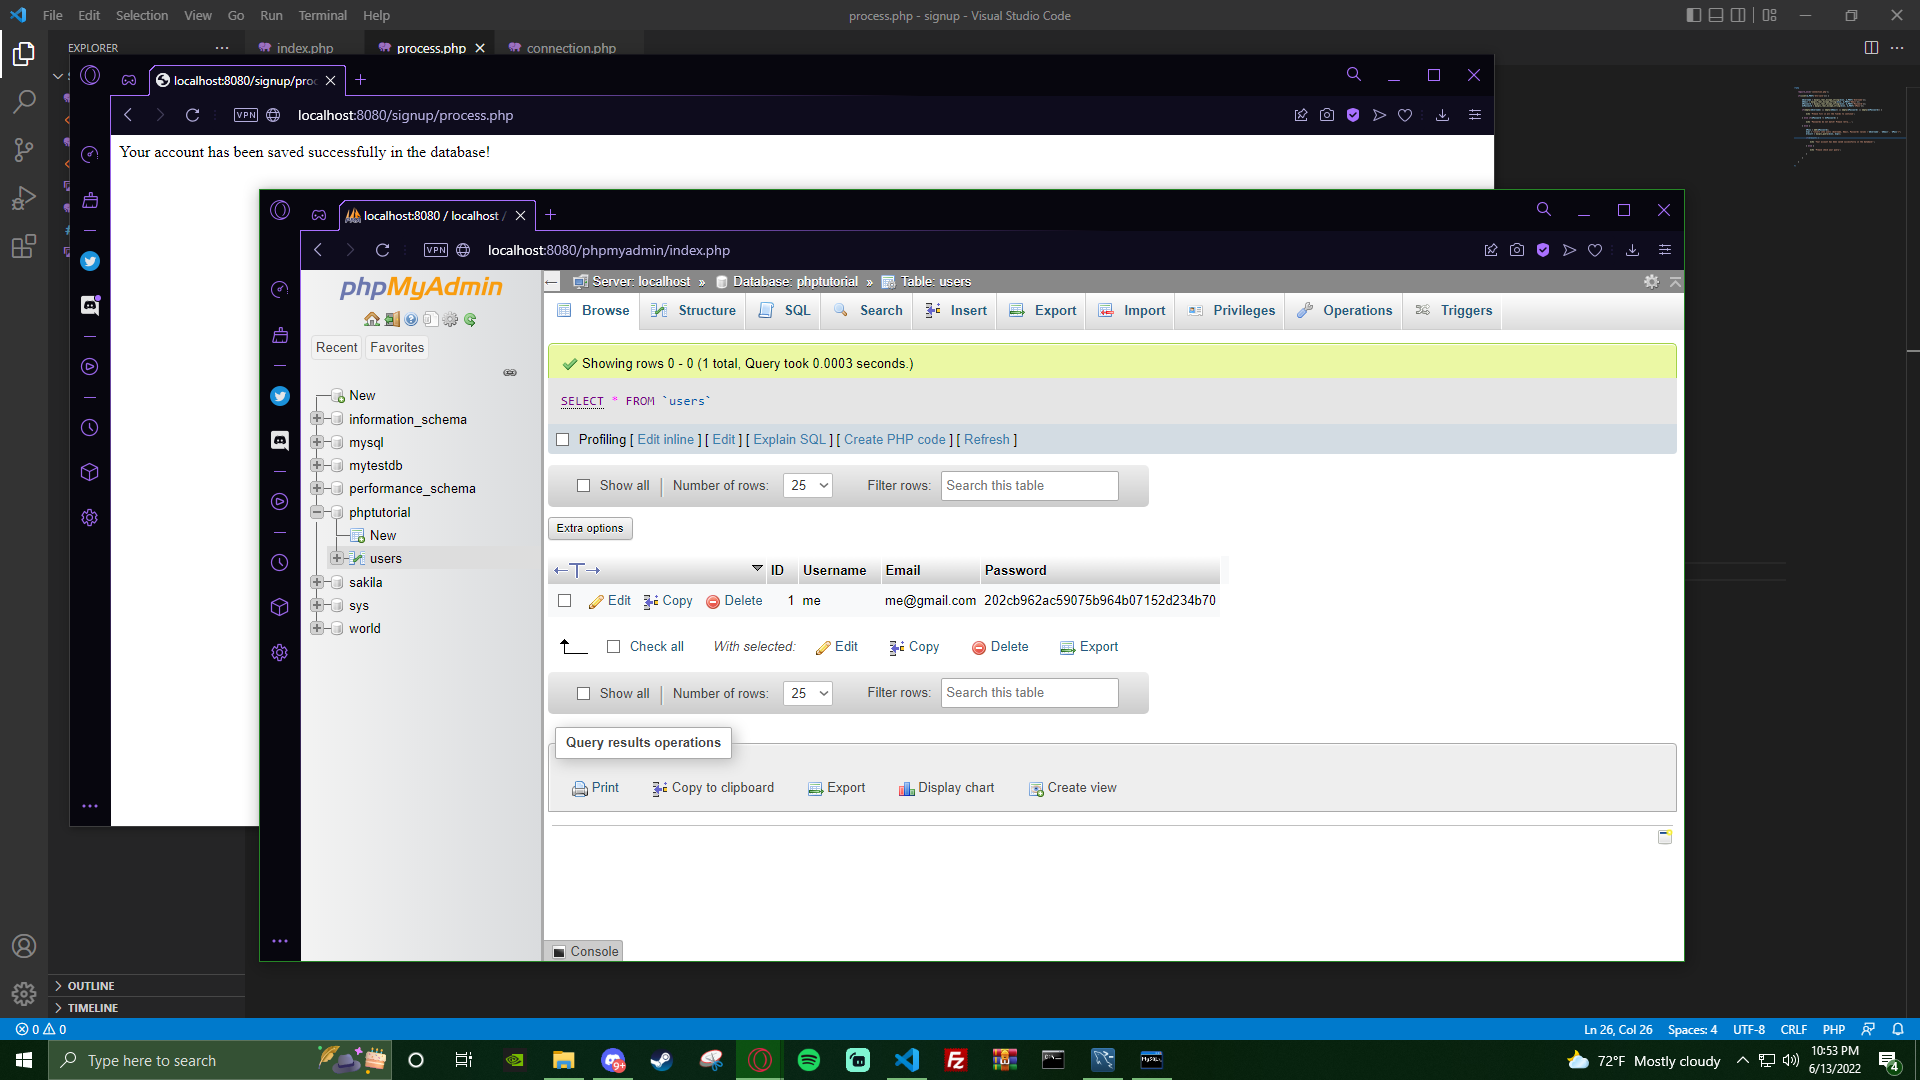 File Edit Selection View Go Run Terminal Help
process.php - signup - Visual Studio Code
EXPLORER
index.php
process.php
connection.php
localhost:8080/signup/proc
VPN
localhost:8080/signup/process.php
Your account has been saved successfully in the database!
localhost:8080 / localhost /
VPN
localhost:8080/phpmyadmin/index.php
phpMyAdmin
Recent Favorites
New
information_schema
mysql
mytestdb
performance_schema
phptutorial
New
users
sakila
sys
world
Server: localhost » Database: phptutorial » Table: users
Browse Structure SQL Search Insert Export Import Privileges Operations Triggers
Showing rows 0 - 0 (1 total, Query took 0.0003 seconds.)
SELECT * FROM `users`
Profiling [ Edit inline ] [ Edit ] [ Explain SQL ] [ Create PHP code ] [ Refresh ]
Show all Number of rows: 25 Filter rows: Search this table
Extra options
ID Username Email Password
Edit Copy Delete 1 me me@gmail.com 202cb962ac59075b964b07152d234b70
Check all With selected: Edit Copy Delete Export
Show all Number of rows: 25 Filter rows: Search this table
Query results operations
Print Copy to clipboard Export Display chart Create view
Console
OUTLINE
TIMELINE
0 0
Ln 26, Col 26 Spaces: 4 UTF-8 CRLF PHP
Type here to search
9+
72°F Mostly cloudy
10:53 PM
6/13/2022
4